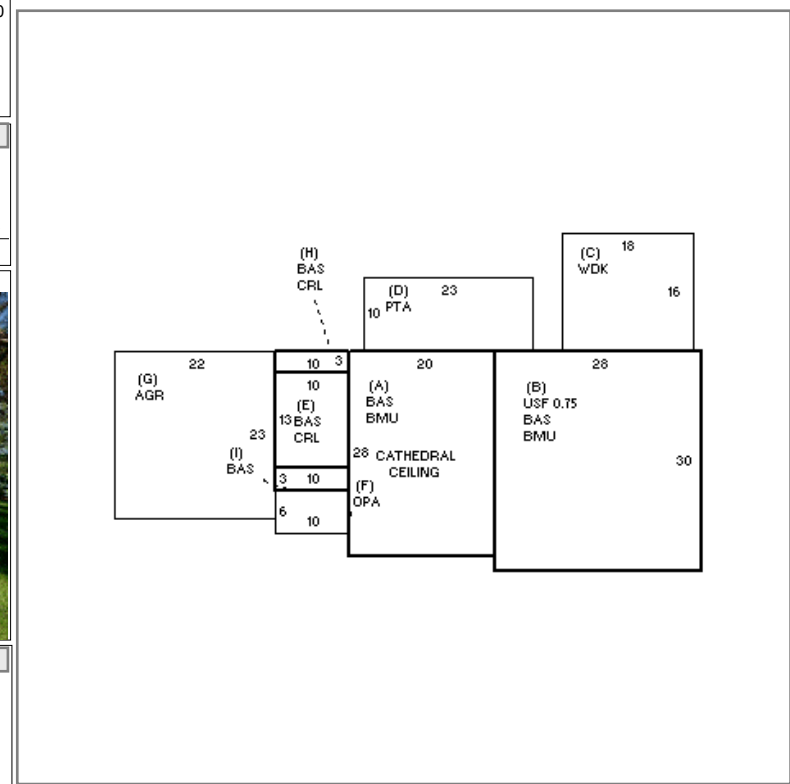 (C)
WDK
18
16
(H)
BAS
CRL
(D)
PTA
23
10
22
(G)
AGR
23
10 3
10
(E)
13 BAS
CRL
(I)
BAS
3 10
6
10
20
(A)
BAS
BMU
28 CATHEDRAL
CEILING
(F)
OPA
28
(B)
USF 0.75
BAS
BMU
30